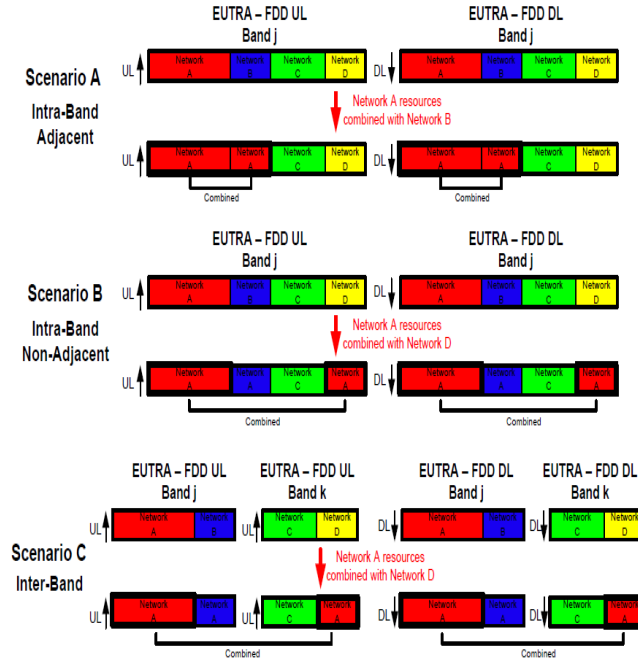 EUTRA – FDD UL
Band j
EUTRA – FDD DL
Band j
Scenario A
Intra-Band
Adjacent
UL
Network A
Network B
Network C
Network D
DL
Network A
Network B
Network C
Network D
Network A resources
combined with Network B
UL
Network A
Network A
Network C
Network D
DL
Network A
Network A
Network C
Network D
Combined
Combined
EUTRA – FDD UL
Band j
EUTRA – FDD DL
Band j
Scenario B
Intra-Band
Non-Adjacent
UL
Network A
Network B
Network C
Network D
DL
Network A
Network B
Network C
Network D
Network A resources
combined with Network D
UL
Network A
Network A
Network C
Network A
DL
Network A
Network A
Network C
Network A
Combined
Combined
EUTRA – FDD UL
Band j
EUTRA – FDD UL
Band k
EUTRA – FDD DL
Band j
EUTRA – FDD DL
Band k
Scenario C
Inter-Band
UL
Network A
Network B
UL
Network C
Network D
DL
Network A
Network B
DL
Network C
Network D
Network A resources
combined with Network D
UL
Network A
Network A
UL
Network C
Network A
DL
Network A
Network A
DL
Network C
Network A
Combined
Combined